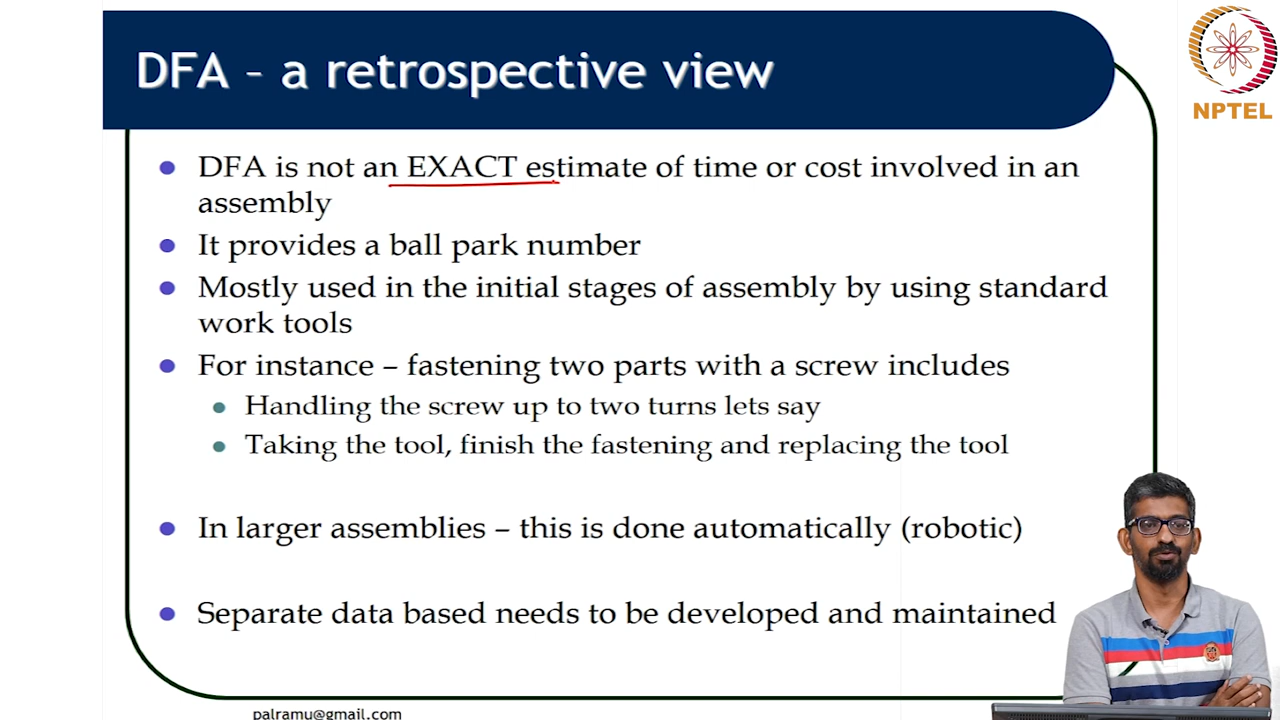 DFA – a retrospective view
NPTEL
DFA is not an EXACT estimate of time or cost involved in an
assembly
It provides a ball park number
Mostly used in the initial stages of assembly by using standard
work tools
For instance – fastening two parts with a screw includes
Handling the screw up to two turns lets say
Taking the tool, finish the fastening and replacing the tool
In larger assemblies – this is done automatically (robotic)
Separate data based needs to be developed and maintained
palramu@gmail.com